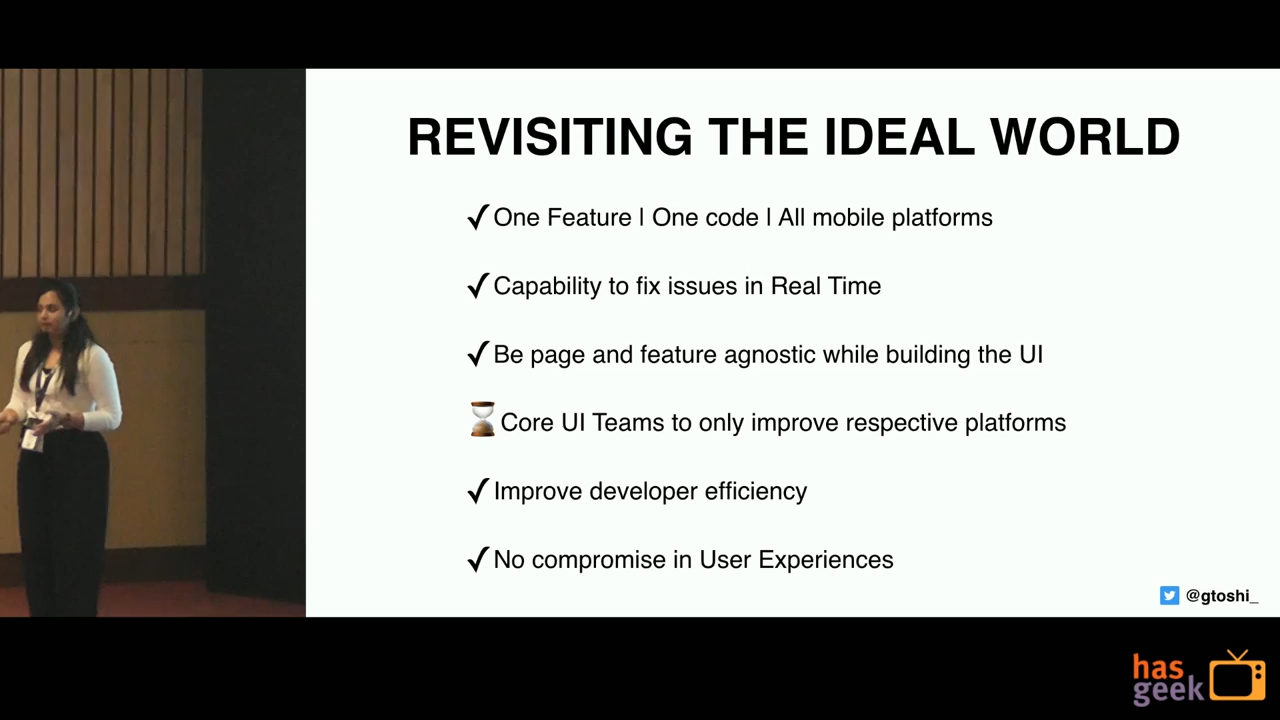 REVISITING THE IDEAL WORLD
✓One Feature | One code | All mobile platforms
✓Capability to fix issues in Real Time
✓Be page and feature agnostic while building the UI
⌛Core UI Teams to only improve respective platforms
✓Improve developer efficiency
✓No compromise in User Experiences
@gtoshi_
has
geek